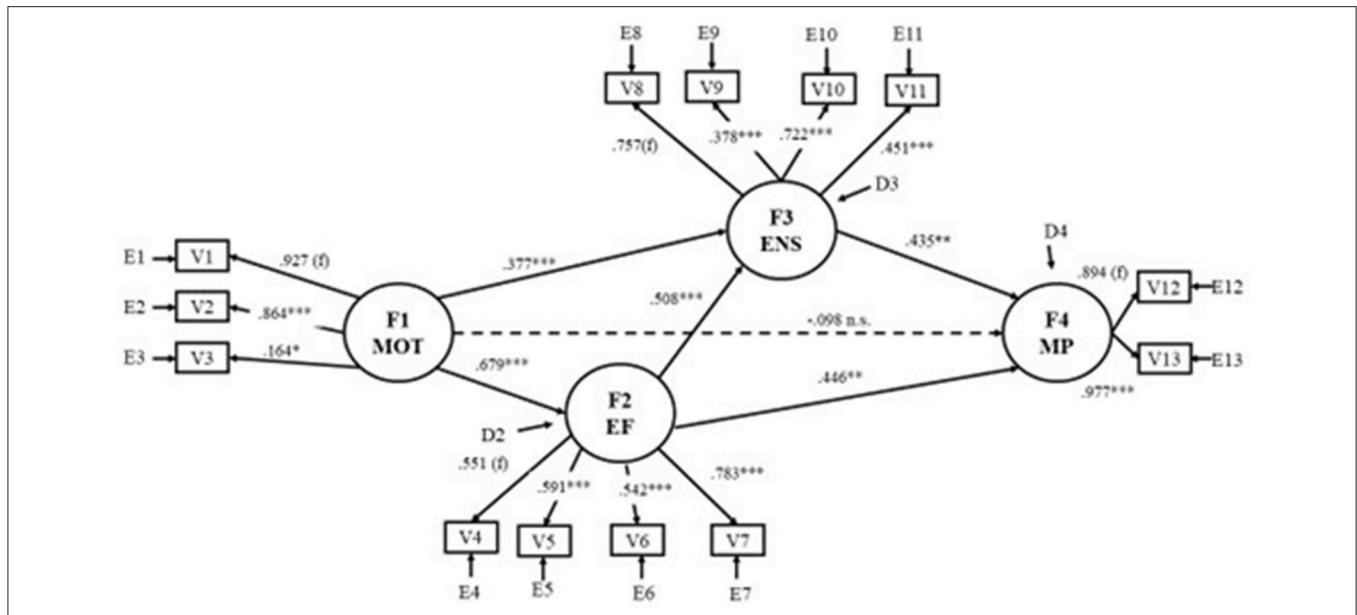 E8
E9
E10
E11
V8
V9
V10
V11
.757(f)
.378***
.722***
.451***
D3
F3
ENS
E1
V1
.927 (f)
E2
V2
.864***
E3
V3
.164*
F1
MOT
.377***
.508***
.435**
D4
-.098 n.s.
.894 (f)
V12
E12
F4
MP
V13
E13
.977***
.679***
.446**
F2
EF
D2
.551 (f)
.591***
.542***
.783***
V4
V5
V6
V7
E4
E5
E6
E7